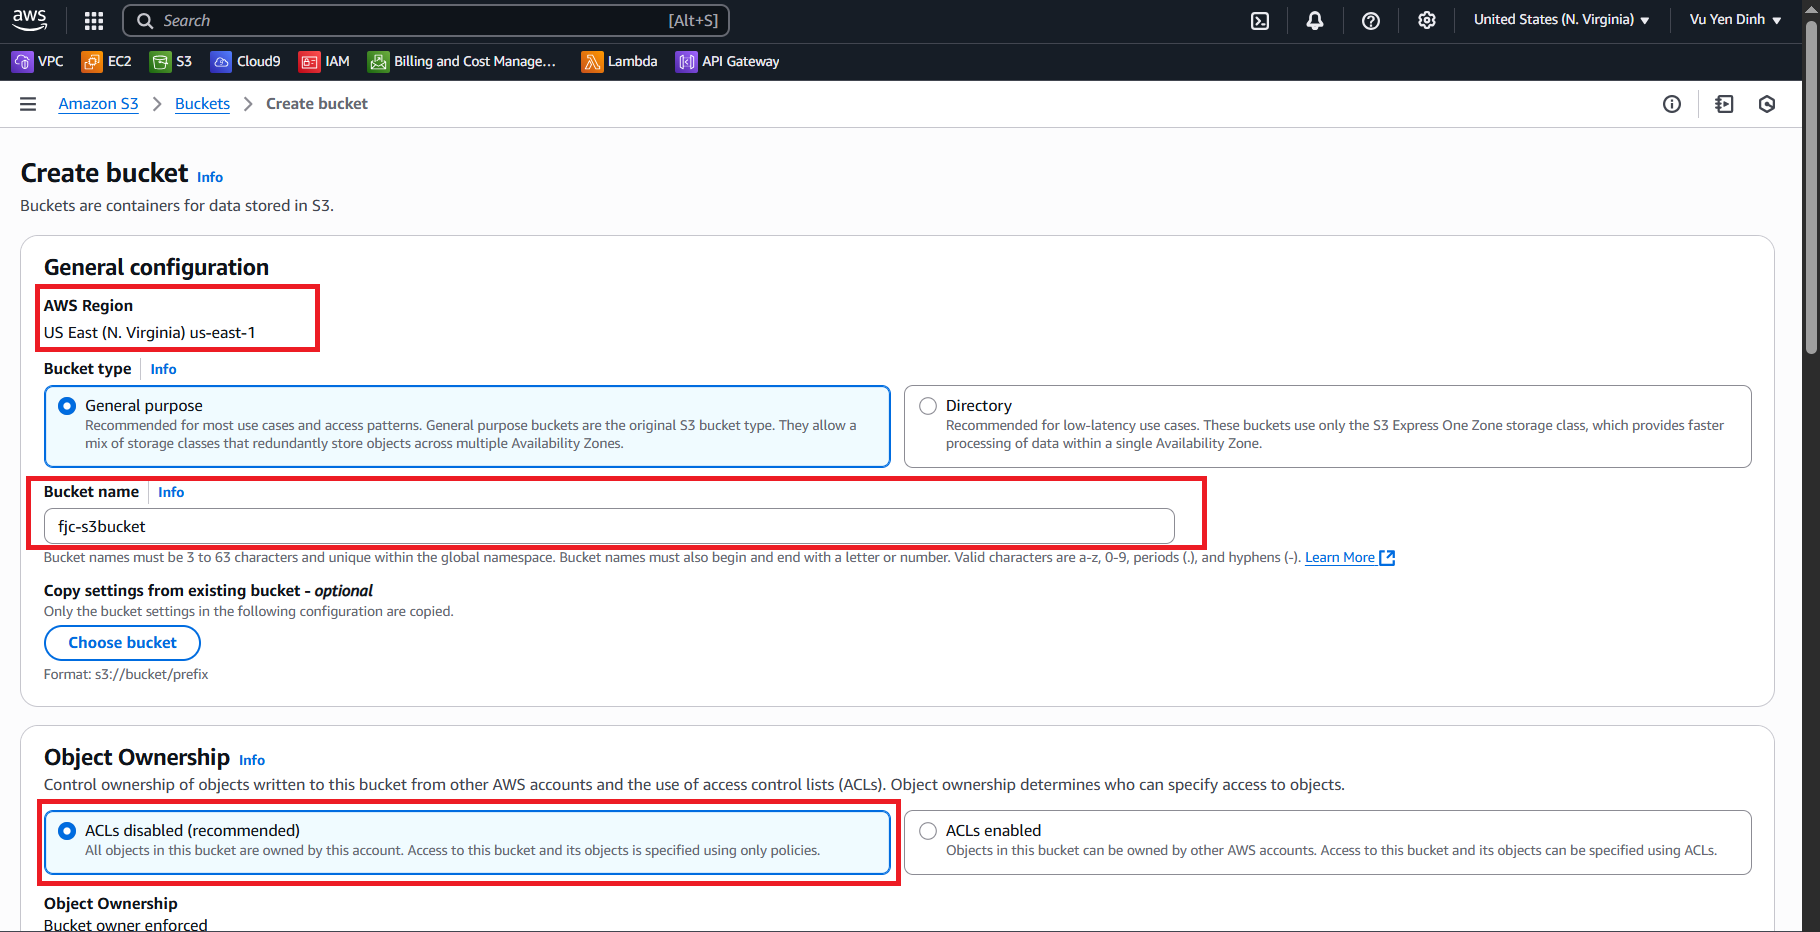 aws
Search [Alt+S]
United States (N. Virginia) ▼
Vu Yen Dinh ▼
VPC
EC2
S3
Cloud9
IAM
Billing and Cost Manage...
Lambda
API Gateway
Amazon S3 > Buckets > Create bucket
Create bucket Info
Buckets are containers for data stored in S3.
General configuration
AWS Region
US East (N. Virginia) us-east-1
Bucket type Info
General purpose
Recommended for most use cases and access patterns. General purpose buckets are the original S3 bucket type. They allow a
mix of storage classes that redundantly store objects across multiple Availability Zones.
Directory
Recommended for low-latency use cases. These buckets use only the S3 Express One Zone storage class, which provides faster
processing of data within a single Availability Zone.
Bucket name Info
fjc-s3bucket
Bucket names must be 3 to 63 characters and unique within the global namespace. Bucket names must also begin and end with a letter or number. Valid characters are a-z, 0-9, periods (.), and hyphens (-). Learn More
Copy settings from existing bucket - optional
Only the bucket settings in the following configuration are copied.
Choose bucket
Format: s3://bucket/prefix
Object Ownership Info
Control ownership of objects written to this bucket from other AWS accounts and the use of access control lists (ACLs). Object ownership determines who can specify access to objects.
ACLs disabled (recommended)
All objects in this bucket are owned by this account. Access to this bucket and its objects is specified using only policies.
ACLs enabled
Objects in this bucket can be owned by other AWS accounts. Access to this bucket and its objects can be specified using ACLs.
Object Ownership
Bucket owner enforced